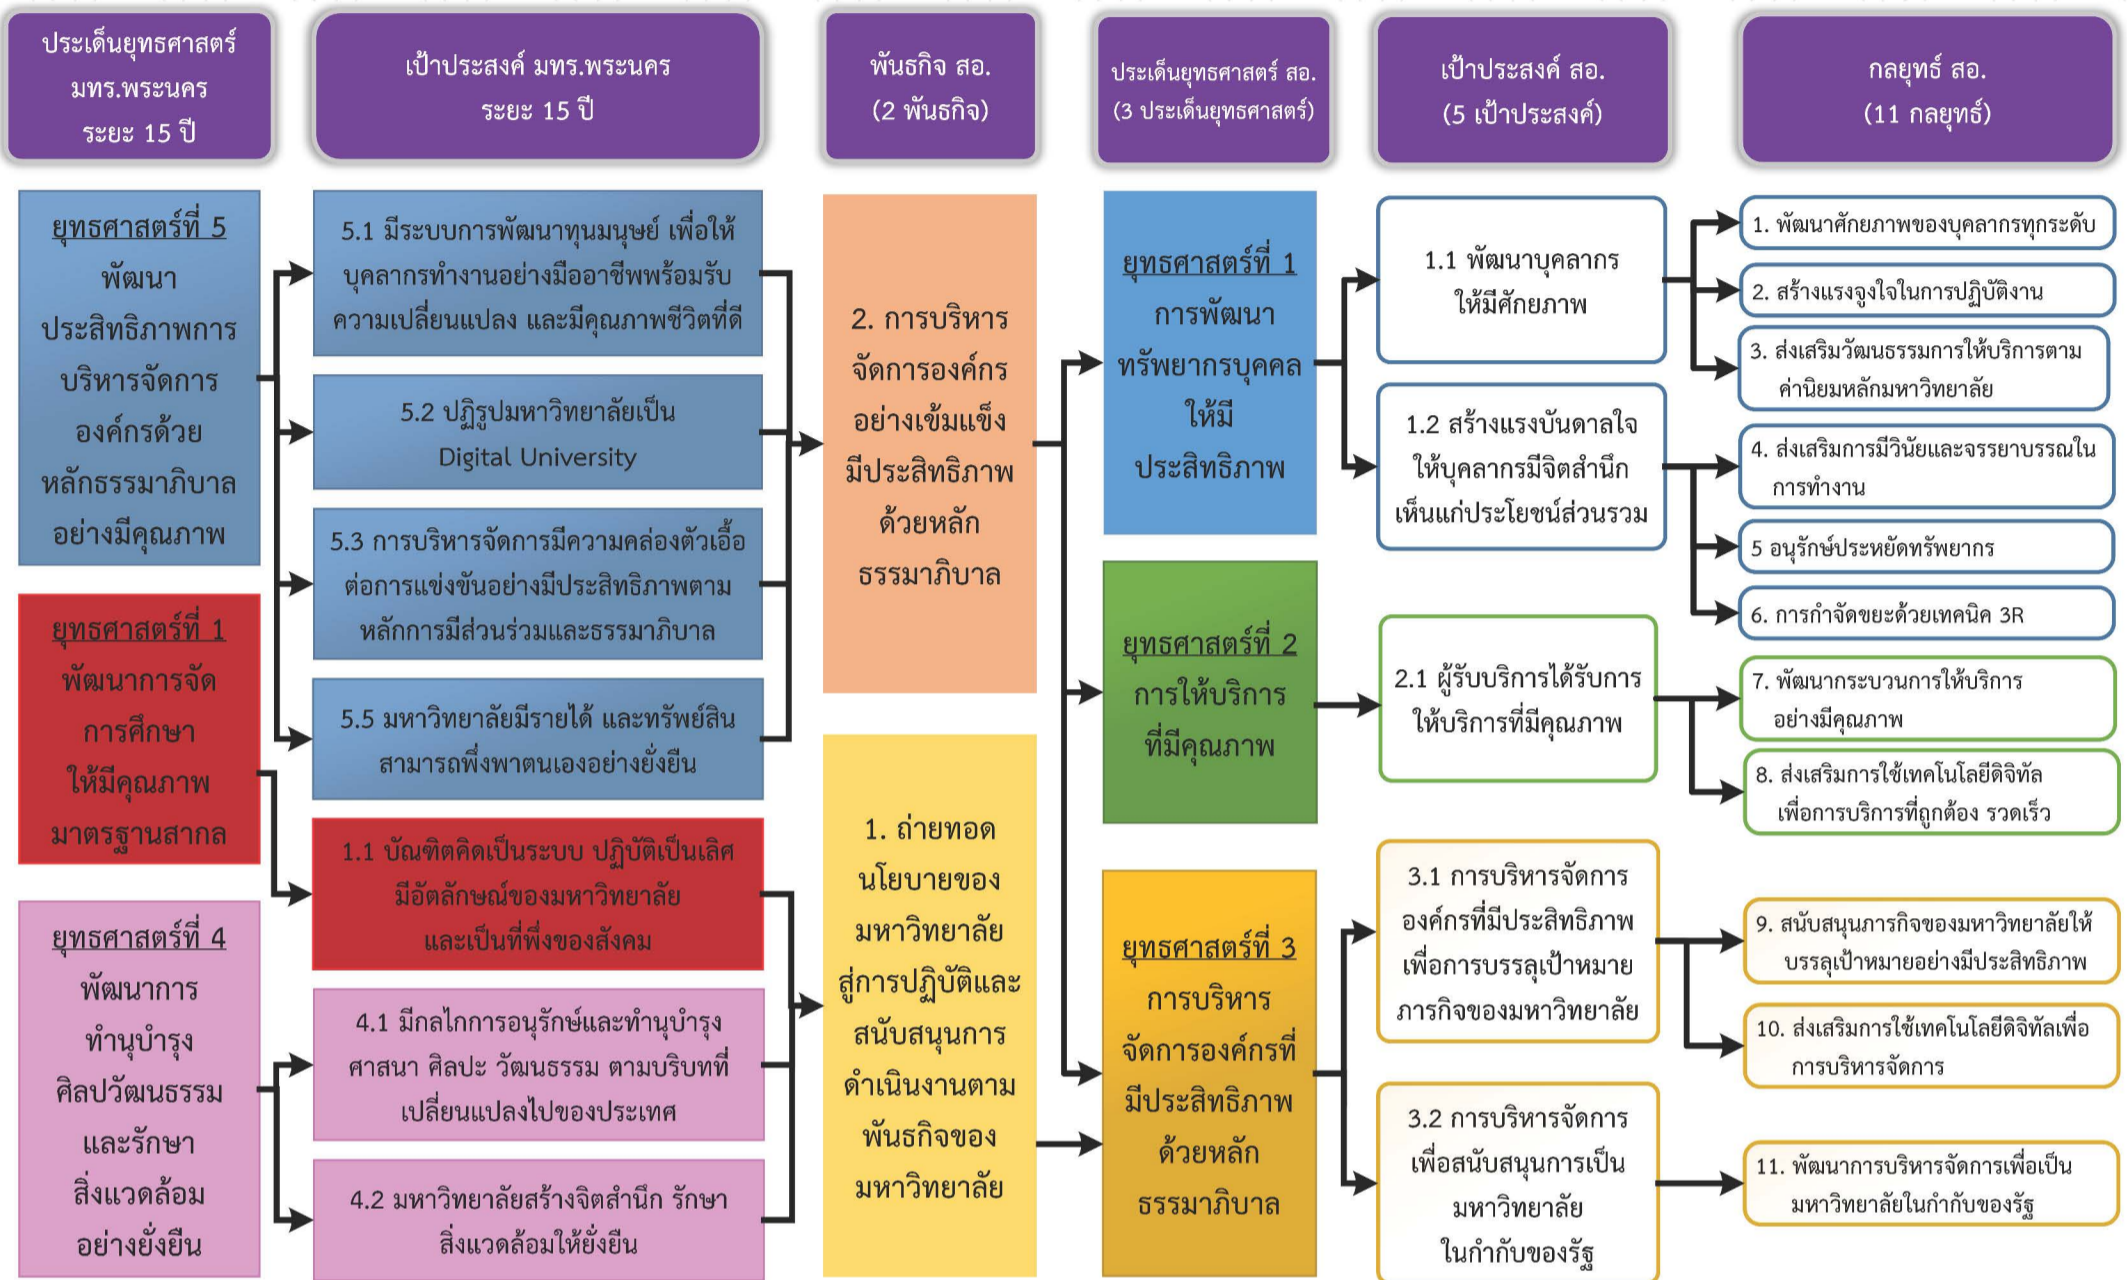 ประเด็นยุทธศาสตร์
มทร.พระนคร
ระยะ 15 ปี
เป้าประสงค์ มทร.พระนคร
ระยะ 15 ปี
พันธกิจ สอ.
(2 พันธกิจ)
ประเด็นยุทธศาสตร์ สอ.
(3 ประเด็นยุทธศาสตร์)
เป้าประสงค์ สอ.
(5 เป้าประสงค์)
กลยุทธ์ สอ.
(11 กลยุทธ์)
ยุทธศาสตร์ที่ 5
พัฒนา
ประสิทธิภาพการ
บริหารจัดการ
องค์กรด้วย
หลักธรรมาภิบาล
อย่างมีคุณภาพ
ยุทธศาสตร์ที่ 1
พัฒนาการจัด
การศึกษา
ให้มีคุณภาพ
มาตรฐานสากล
ยุทธศาสตร์ที่ 4
พัฒนาการ
ทำนุบำรุง
ศิลปวัฒนธรรม
และรักษา
สิ่งแวดล้อม
อย่างยั่งยืน
5.1 มีระบบการพัฒนาทุนมนุษย์ เพื่อให้
บุคลากรทำงานอย่างมืออาชีพพร้อมรับ
ความเปลี่ยนแปลง และมีคุณภาพชีวิตที่ดี
5.2 ปฏิรูปมหาวิทยาลัยเป็น
Digital University
5.3 การบริหารจัดการมีความคล่องตัวเอื้อ
ต่อการแข่งขันอย่างมีประสิทธิภาพตาม
หลักการมีส่วนร่วมและธรรมาภิบาล
5.5 มหาวิทยาลัยมีรายได้ และทรัพย์สิน
สามารถพึ่งพาตนเองอย่างยั่งยืน
1.1 บัณฑิตคิดเป็นระบบ ปฏิบัติเป็นเลิศ
มีอัตลักษณ์ของมหาวิทยาลัย
และเป็นที่พึ่งของสังคม
4.1 มีกลไกการอนุรักษ์และทำนุบำรุง
ศาสนา ศิลปะ วัฒนธรรม ตามบริบทที่
เปลี่ยนแปลงไปของประเทศ
4.2 มหาวิทยาลัยสร้างจิตสำนึก รักษา
สิ่งแวดล้อมให้ยั่งยืน
2. การบริหาร
จัดการองค์กร
อย่างเข้มแข็ง
มีประสิทธิภาพ
ด้วยหลัก
ธรรมาภิบาล
1. ถ่ายทอด
นโยบายของ
มหาวิทยาลัย
สู่การปฏิบัติและ
สนับสนุนการ
ดำเนินงานตาม
พันธกิจของ
มหาวิทยาลัย
ยุทธศาสตร์ที่ 1
การพัฒนา
ทรัพยากรบุคคล
ให้มี
ประสิทธิภาพ
ยุทธศาสตร์ที่ 2
การให้บริการ
ที่มีคุณภาพ
ยุทธศาสตร์ที่ 3
การบริหาร
จัดการองค์กรที่
มีประสิทธิภาพ
ด้วยหลัก
ธรรมาภิบาล
1.1 พัฒนาบุคลากร
ให้มีศักยภาพ
1.2 สร้างแรงบันดาลใจ
ให้บุคลากรมีจิตสำนึก
เห็นแก่ประโยชน์ส่วนรวม
2.1 ผู้รับบริการได้รับการ
ให้บริการที่มีคุณภาพ
3.1 การบริหารจัดการ
องค์กรที่มีประสิทธิภาพ
เพื่อการบรรลุเป้าหมาย
ภารกิจของมหาวิทยาลัย
3.2 การบริหารจัดการ
เพื่อสนับสนุนการเป็น
มหาวิทยาลัย
ในกำกับของรัฐ
1. พัฒนาศักยภาพของบุคลากรทุกระดับ
2. สร้างแรงจูงใจในการปฏิบัติงาน
3. ส่งเสริมวัฒนธรรมการให้บริการตาม
ค่านิยมหลักมหาวิทยาลัย
4. ส่งเสริมการมีวินัยและจรรยาบรรณใน
การทำงาน
5 อนุรักษ์ประหยัดทรัพยากร
6. การกำจัดขยะด้วยเทคนิค 3R
7. พัฒนากระบวนการให้บริการ
อย่างมีคุณภาพ
8. ส่งเสริมการใช้เทคโนโลยีดิจิทัล
เพื่อการบริการที่ถูกต้อง รวดเร็ว
9. สนับสนุนภารกิจของมหาวิทยาลัยให้
บรรลุเป้าหมายอย่างมีประสิทธิภาพ
10. ส่งเสริมการใช้เทคโนโลยีดิจิทัลเพื่อ
การบริหารจัดการ
11. พัฒนาการบริหารจัดการเพื่อเป็น
มหาวิทยาลัยในกำกับของรัฐ